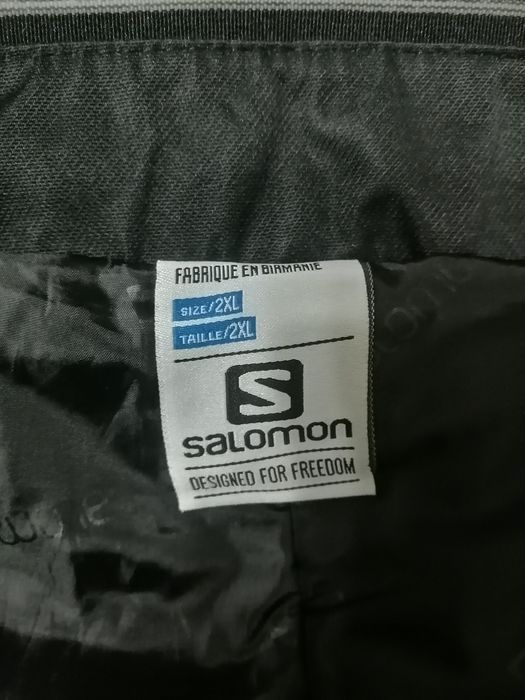 FABRIQUE EN BIRMANIE
SIZE/2XL
TAILLE/2XL
S
SALOMON
DESIGNED FOR FREEDOM